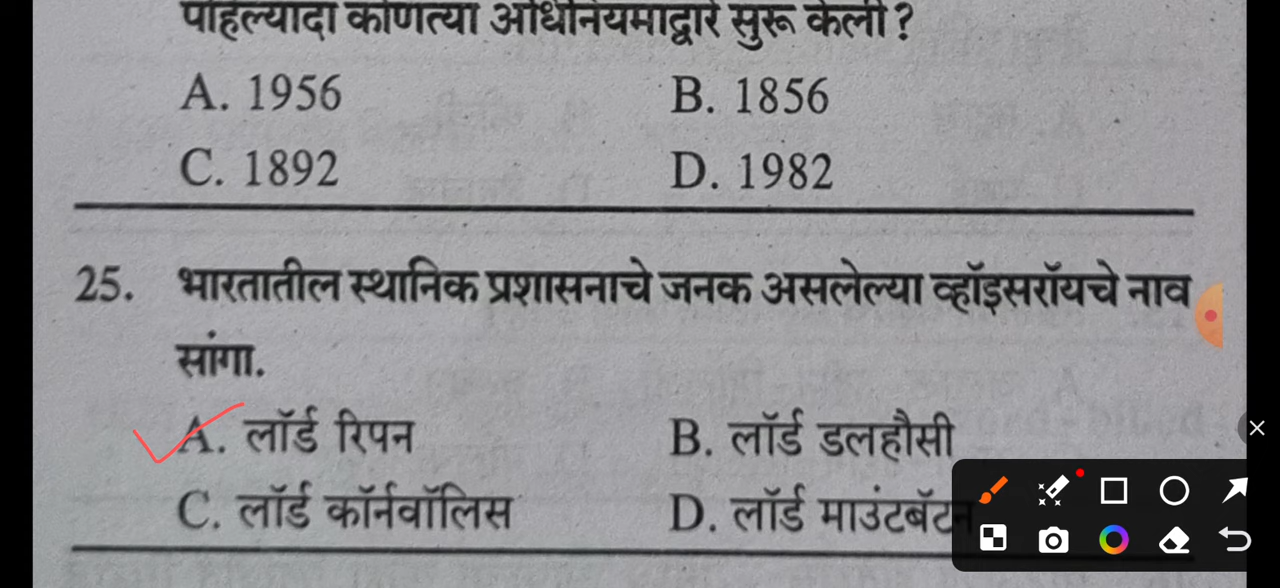 पहिल्यांदा कोणत्या अधिनियमाद्वारे सुरू केली?
A. 1956 B. 1856
C. 1892 D. 1982
25. भारतातील स्थानिक प्रशासनाचे जनक असलेल्या व्हॉइसरॉयचे नाव
सांगा.
A. लॉर्ड रिपन B. लॉर्ड डलहौसी
C. लॉर्ड कॉर्नवॉलिस D. लॉर्ड माउंटबॅटन